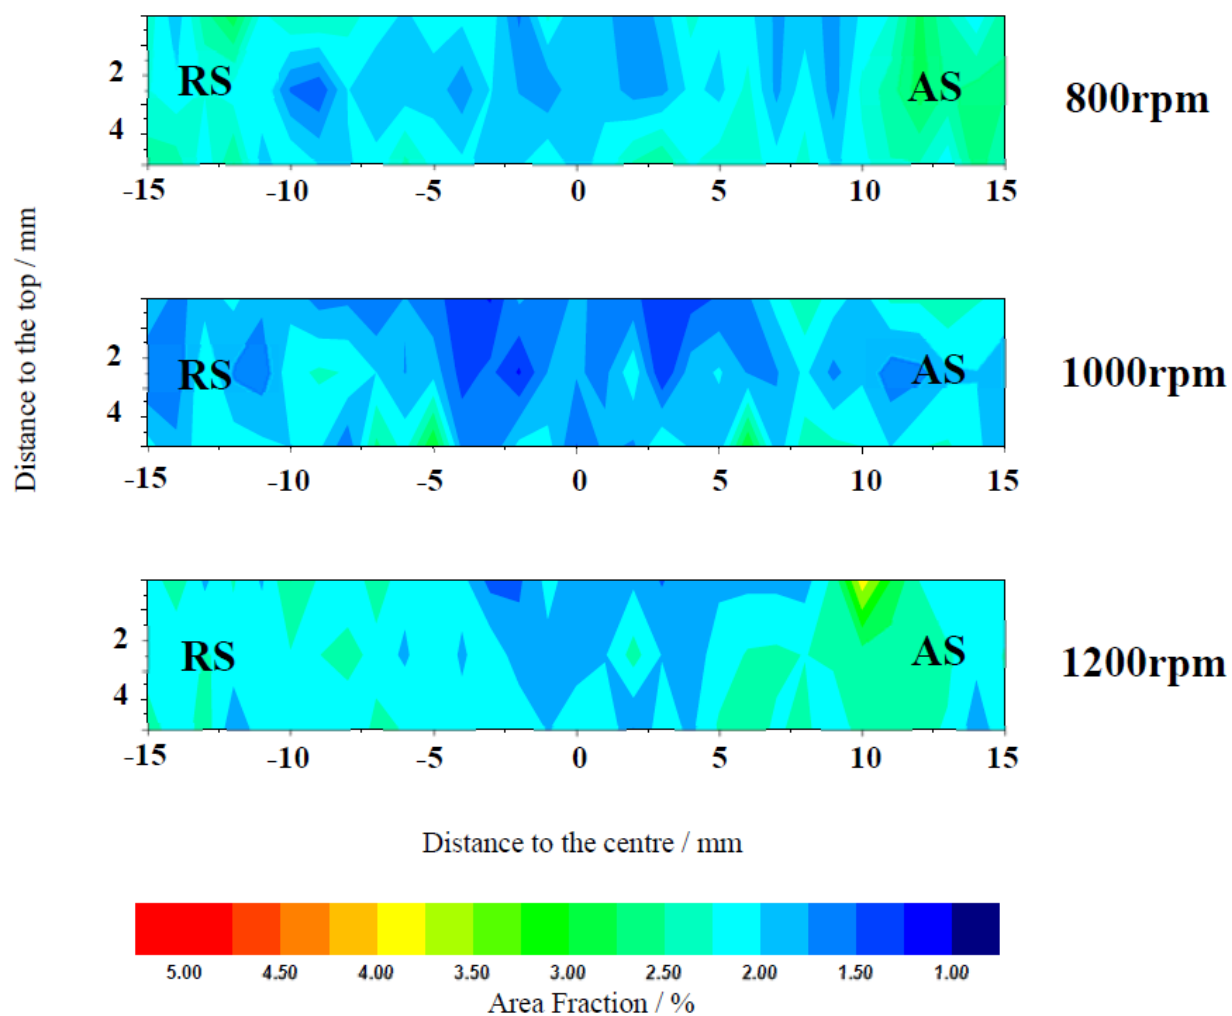 2
RS
AS
800rpm
4
-15 -10 -5 0 5 10 15
Distance to the top / mm
2
RS
AS
1000rpm
4
-15 -10 -5 0 5 10 15
2
RS
AS
1200rpm
4
-15 -10 -5 0 5 10 15
Distance to the centre / mm
5.00 4.50 4.00 3.50 3.00 2.50 2.00 1.50 1.00
Area Fraction / %